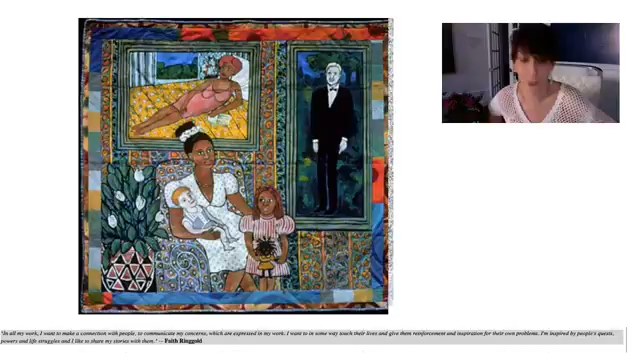 "In all my work, I want to make a connection with people, to communicate my concerns, which are expressed in my work. I want to in some way touch their lives and give them reinforcement and inspiration for their own problems. I'm inspired by people's quests,
powers and life struggles and I like to share my stories with them." -- Faith Ringgold